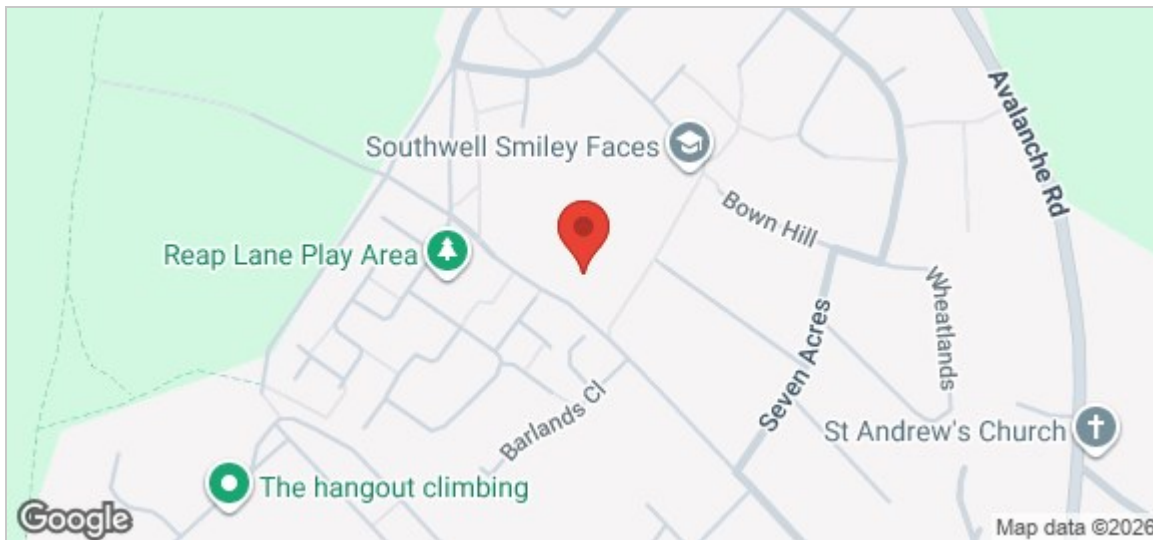 Avalanche Rd
Southwell Smiley Faces
Bown Hill
Reap Lane Play Area
Wheatlands
Seven Acres
Barlands Cl
St Andrew's Church
The hangout climbing
Google
Map data ©2026